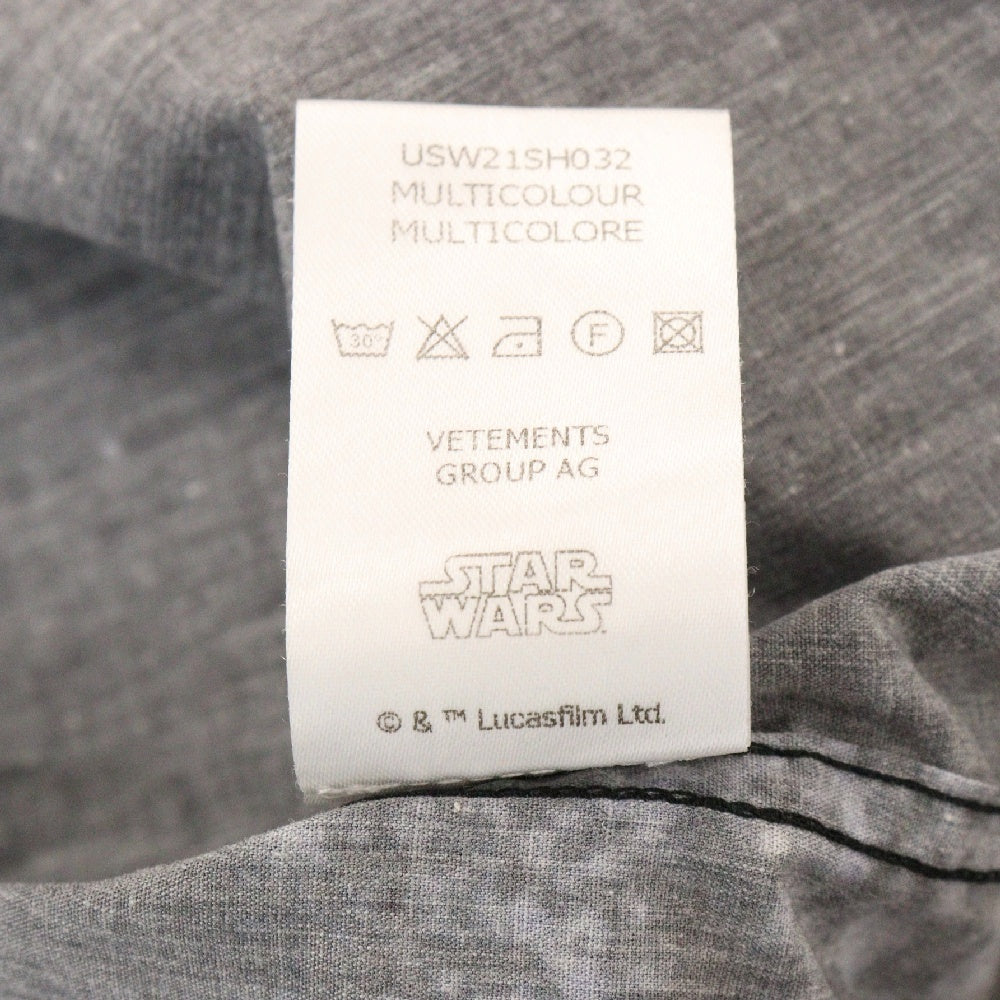 USW21SH032
MULTICOLOUR
MULTICOLORE
30°
F
VETEMENTS
GROUP AG
STAR
WARS
© & ™ Lucasfilm Ltd.